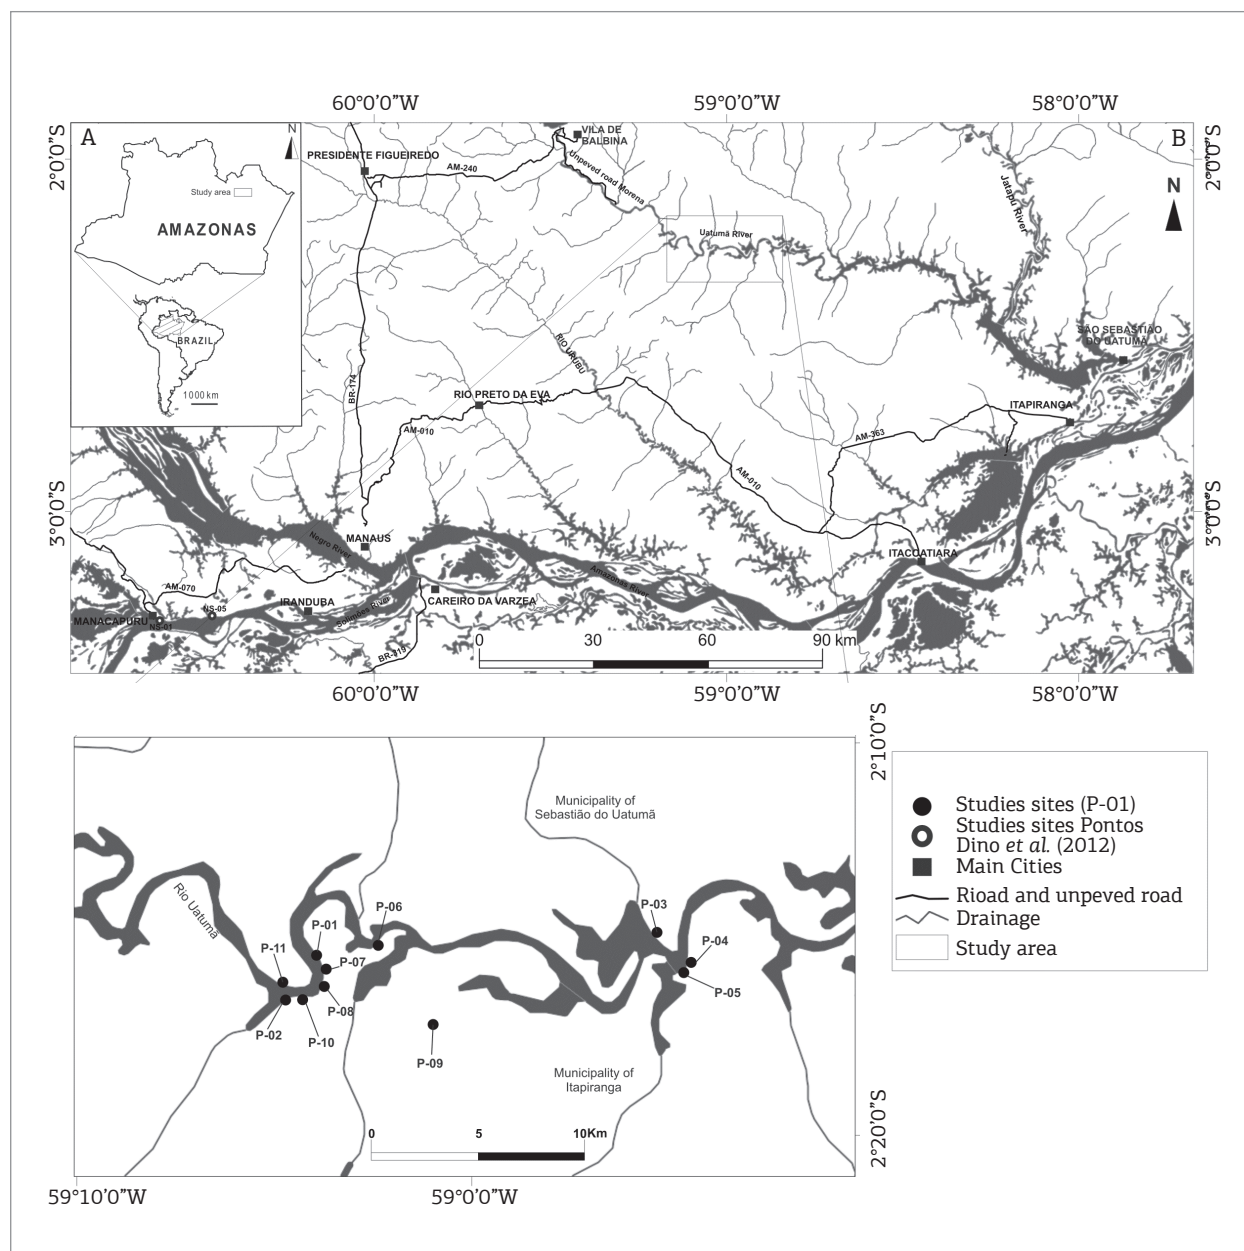 60°0'0"W
59°0'0"W
58°0'0"W
2°0'0"S
2°0'0"S
A
N
Study area
AMAZONAS
BRAZIL
1000 km
B
N
VILA DE
BALBINA
PRESIDENTE FIGUEIREDO
AM-240
Unpeved road Morena
Jatapú River
Uatumã River
SÃO SEBASTIÃO
DO UATUMÃ
RIO URUBU
BR-174
RIO PRETO DA EVA
ITAPIRANGA
AM-010
AM-363
AM-010
3°0'0"S
3°0'0"S
MANAUS
Negro River
ITACOATIARA
AM-070
Amazonas River
IRANDUBA
CAREIRO DA VARZEA
NS-05
Solimões River
MANACAPURU
NS-01
BR-319
0
30
60
90 km
60°0'0"W
59°0'0"W
58°0'0"W
2°10'0"S
Municipality of
Sebastião do Uatumã
Rio Uatumã
P-06
P-03
P-01
P-04
P-11
P-07
P-05
P-08
P-02
P-10
P-09
Municipality of
Itapiranga
0
5
10Km
2°20'0"S
59°10'0"W
59°0'0"W
Studies sites (P-01)
Studies sites Pontos
Dino et al. (2012)
Main Cities
Rioad and unpeved road
Drainage
Study area